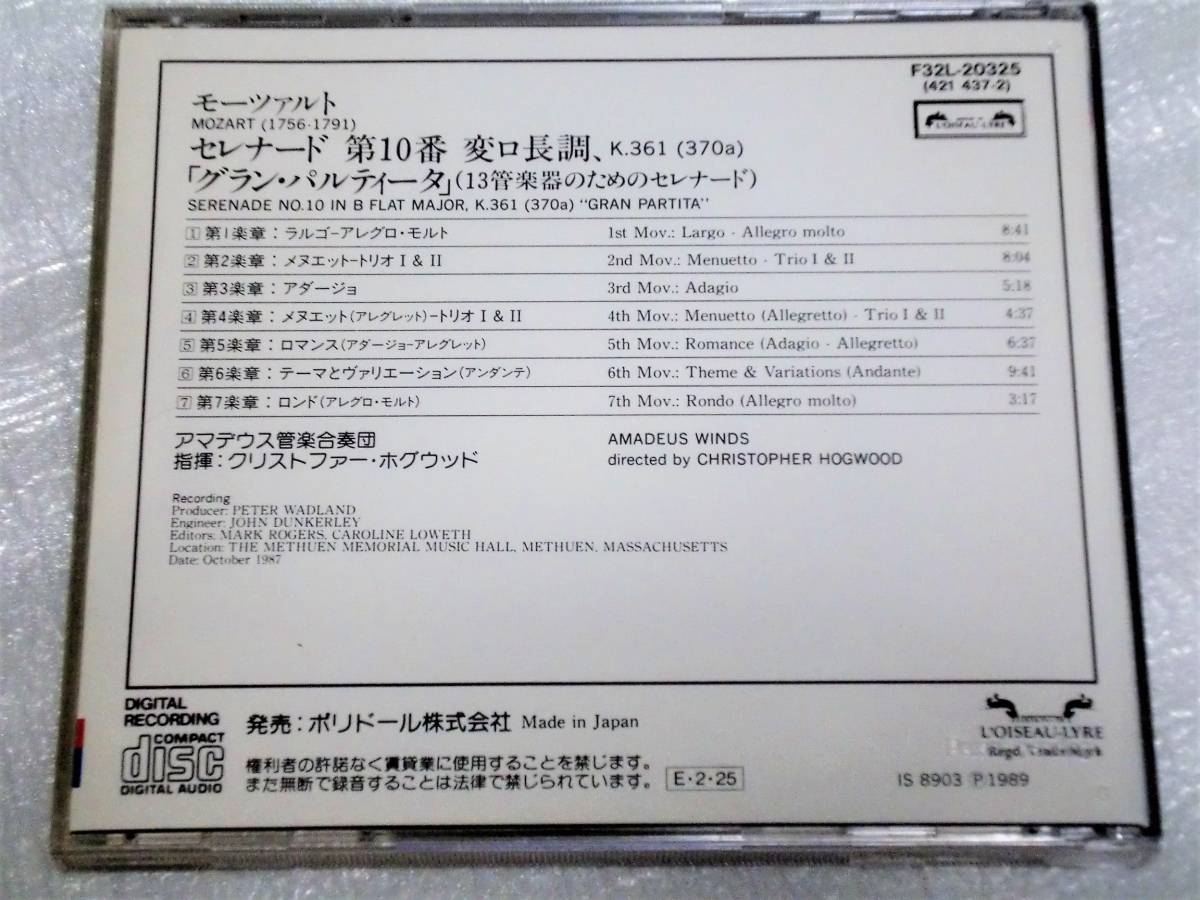 F32L-20325
(421 437-2)
L'OISEAU-LYRE
モーツァルト
MOZART (1756-1791)
セレナード 第10番 変ロ長調、K.361 (370a)
「グラン・パルティータ」(13管楽器のためのセレナード)
SERENADE NO.10 IN B FLAT MAJOR, K.361 (370a) "GRAN PARTITA"
1 第1楽章:ラルゴ-アレグロ・モルト 1st Mov.: Largo - Allegro molto 8:41
2 第2楽章:メヌエット-トリオ I & II 2nd Mov.: Menuetto - Trio I & II 8:04
3 第3楽章:アダージョ 3rd Mov.: Adagio 5:18
4 第4楽章:メヌエット(アレグレット)-トリオ I & II 4th Mov.: Menuetto (Allegretto) - Trio I & II 4:37
5 第5楽章:ロマンス(アダージョ-アレグレット) 5th Mov.: Romance (Adagio - Allegretto) 6:37
6 第6楽章:テーマとヴァリエーション(アンダンテ) 6th Mov.: Theme & Variations (Andante) 9:41
7 第7楽章:ロンド(アレグロ・モルト) 7th Mov.: Rondo (Allegro molto) 3:17
アマデウス管楽合奏団 AMADEUS WINDS
指揮:クリストファー・ホグウッド directed by CHRISTOPHER HOGWOOD
Recording
Producer: PETER WADLAND
Engineer: JOHN DUNKERLEY
Editors: MARK ROGERS, CAROLINE LOWETH
Location: THE METHUEN MEMORIAL MUSIC HALL, METHUEN, MASSACHUSETTS
Date: October 1987
DIGITAL
RECORDING
COMPACT
disc
DIGITAL AUDIO
発売:ポリドール株式会社 Made in Japan
権利者の許諾なく賃貸業に使用することを禁じます。
また無断で録音することは法律で禁じられています。 E・2・25
L'OISEAU-LYRE
Regd. Trademark
IS 8903 Ⓟ1989